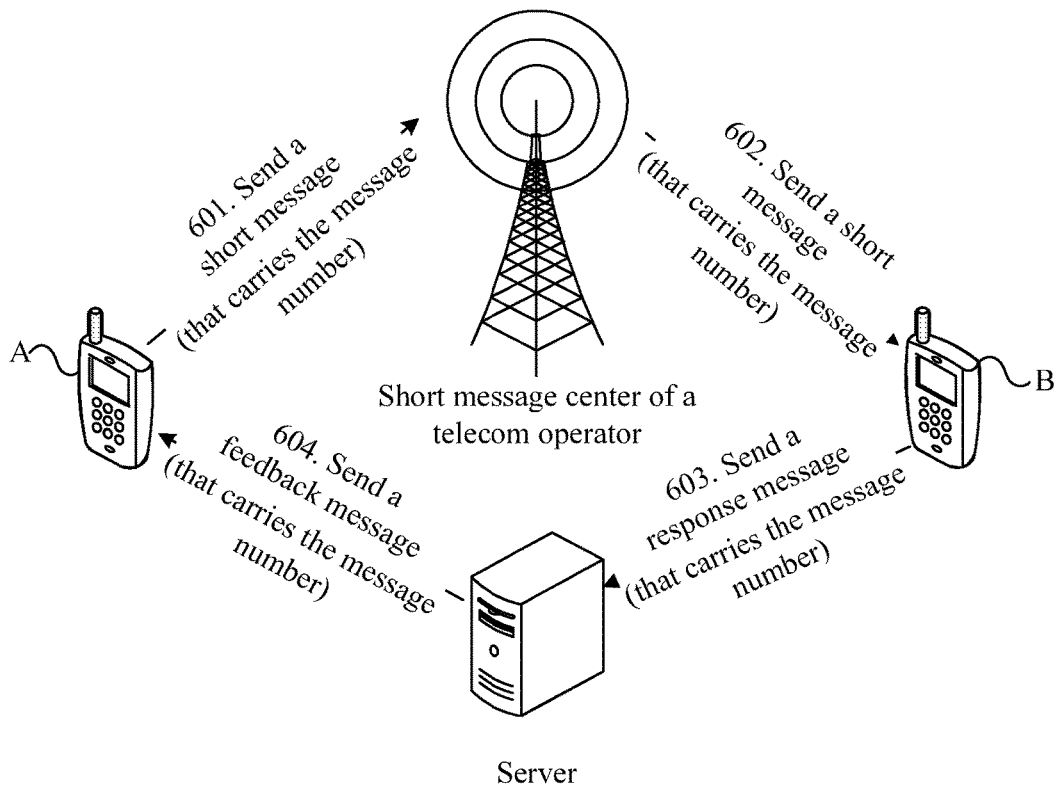 601. Send a
short message
(that carries the message
number)
602. Send a short
message
(that carries the message
number)
A
B
Short message center of a
telecom operator
604. Send a
feedback message
(that carries the message
number)
603. Send a
response message
(that carries the message
number)
Server